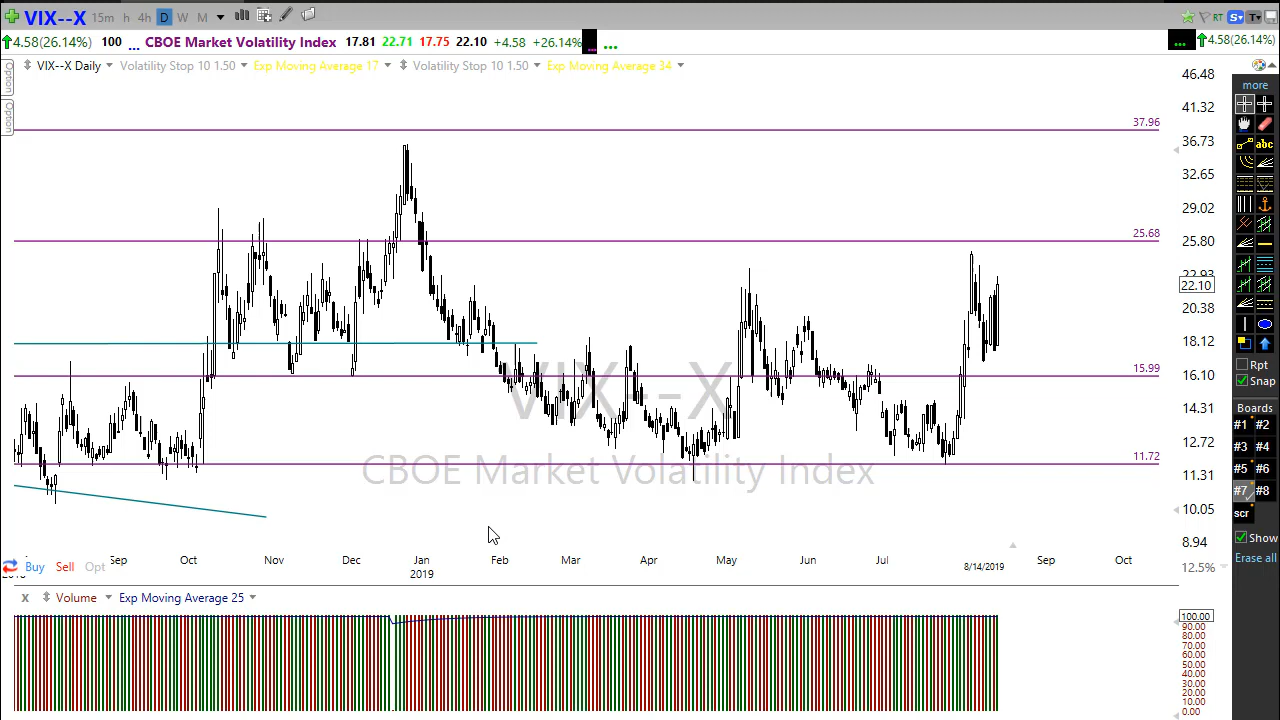 VIX--X 15m h 4h D W M RT S T
4.58(26.14%) 100 ... CBOE Market Volatility Index 17.81 22.71 17.75 22.10 +4.58 +26.14% ... ... ... 4.58(26.14%)
VIX--X Daily Volatility Stop 10 1.50 Exp Moving Average 17 Volatility Stop 10 1.50 Exp Moving Average 34
Option
Option
46.48
41.32
37.96
36.73
32.65
29.02
25.68
25.80
22.93
22.10
20.38
18.12
15.99
16.10
14.31
12.72
11.72
11.31
10.05
8.94
VIX--X
CBOE Market Volatility Index
Sep Oct Nov Dec Jan Feb Mar Apr May Jun Jul 8/14/2019 Sep Oct
2019
Buy Sell Opt
12.5%
X Volume Exp Moving Average 25
100.00
90.00
80.00
70.00
60.00
50.00
40.00
30.00
20.00
10.00
0.00
more
abc
Rpt
Snap
Boards
#1 #2
#3 #4
#5 #6
#7 #8
scr
Show
Erase all